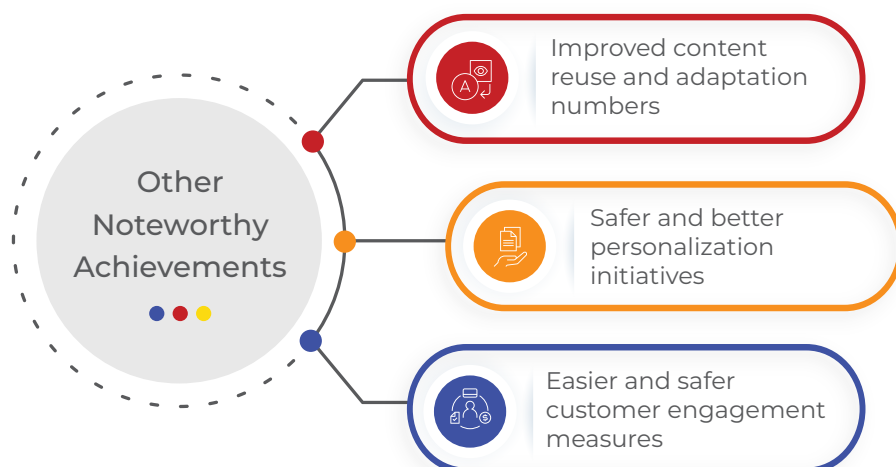 Other
Noteworthy
Achievements
A
Improved content
reuse and adaptation
numbers
Safer and better
personalization
initiatives
$
Easier and safer
customer engagement
measures